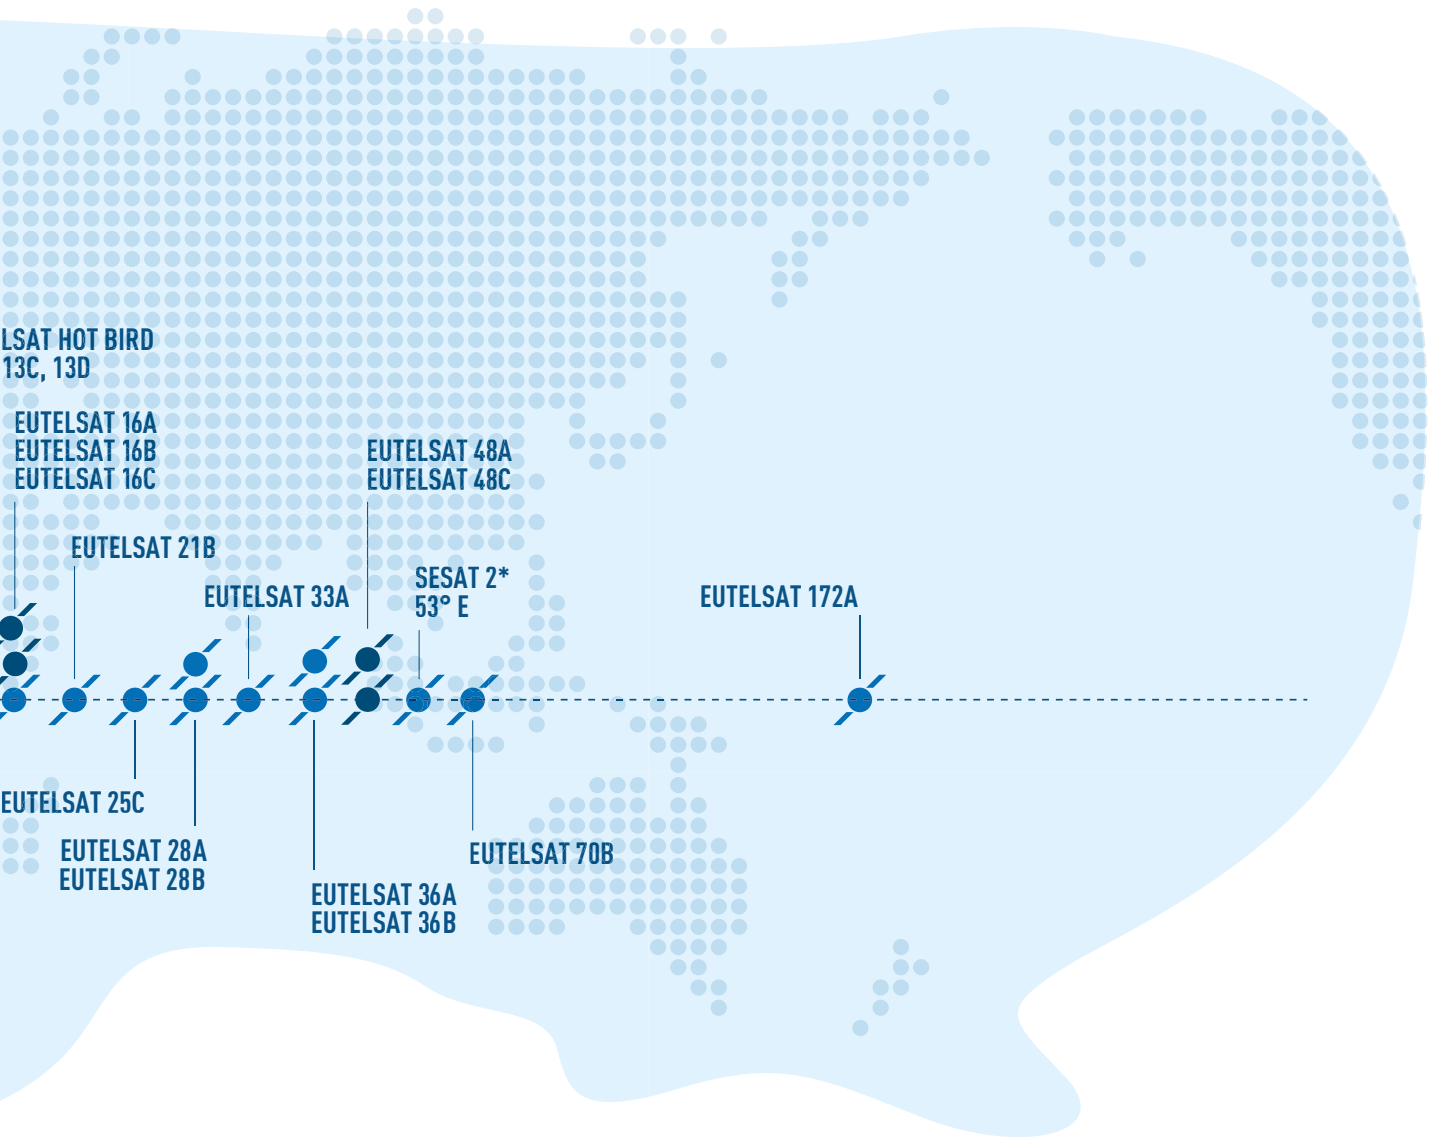 LSAT HOT BIRD
13C, 13D
EUTELSAT 16A
EUTELSAT 16B
EUTELSAT 16C
EUTELSAT 48A
EUTELSAT 48C
EUTELSAT 21B
SESAT 2*
53° E
EUTELSAT 33A
EUTELSAT 172A
EUTELSAT 25C
EUTELSAT 28A
EUTELSAT 28B
EUTELSAT 70B
EUTELSAT 36A
EUTELSAT 36B